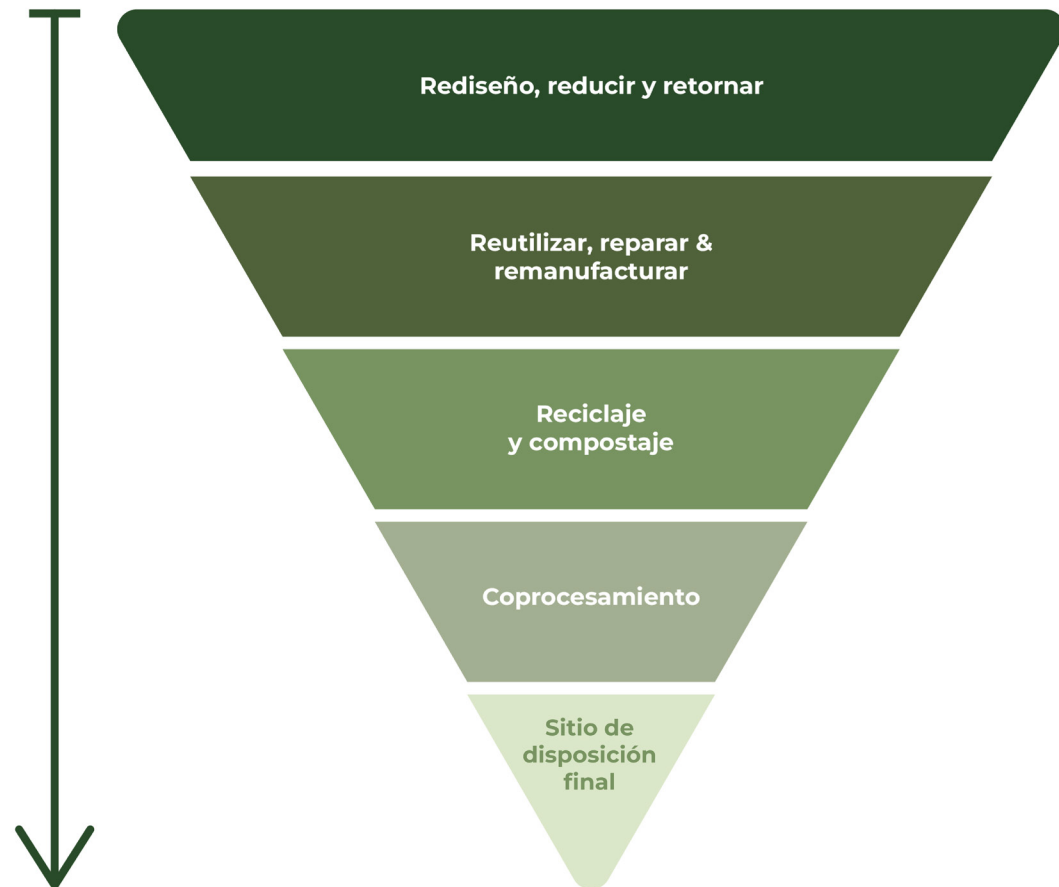 Rediseño, reducir y retornar
Reutilizar, reparar &
remanufacturar
Reciclaje
y compostaje
Coprocesamiento
Sitio de
disposición
final